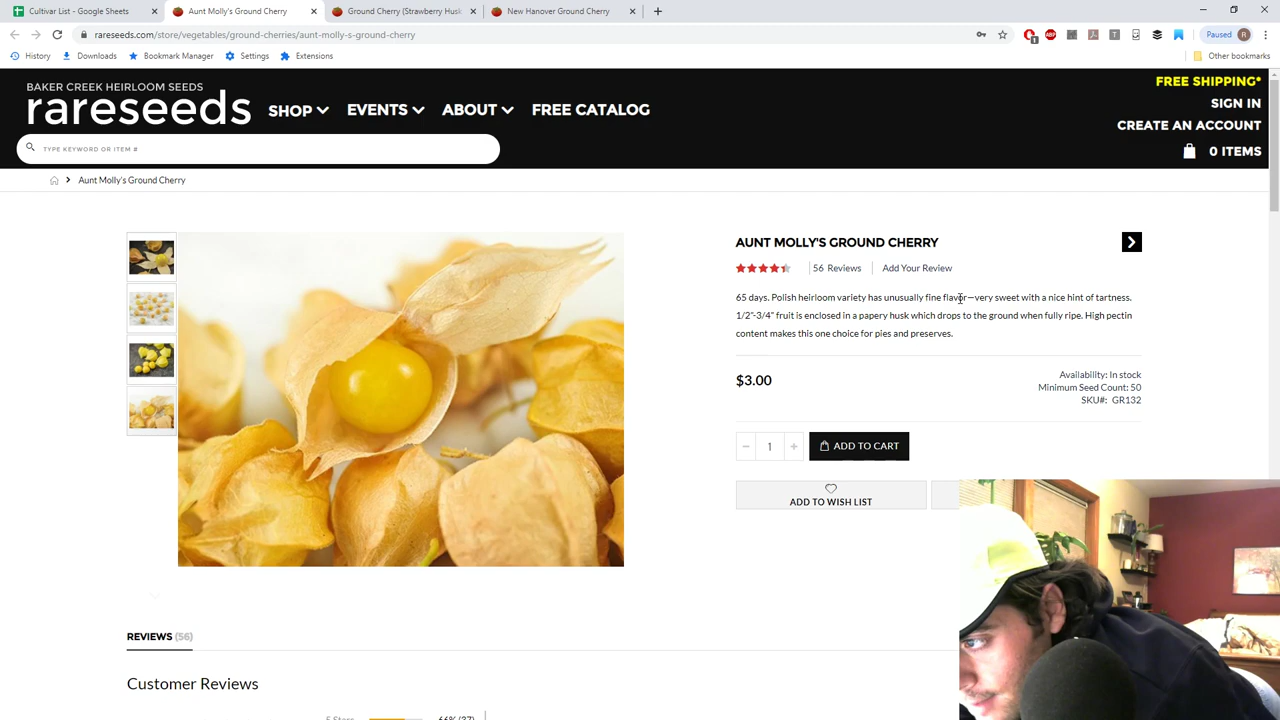 Cultivar List - Google Sheets
Aunt Molly's Ground Cherry
Ground Cherry (Strawberry Husk
New Hanover Ground Cherry
rareseeds.com/store/vegetables/ground-cherries/aunt-molly-s-ground-cherry
1
ABP
T
Paused
R
History
Downloads
Bookmark Manager
Settings
Extensions
Other bookmarks
BAKER CREEK HEIRLOOM SEEDS
rareseeds
SHOP
EVENTS
ABOUT
FREE CATALOG
FREE SHIPPING*
SIGN IN
CREATE AN ACCOUNT
0 ITEMS
TYPE KEYWORD OR ITEM #
Aunt Molly's Ground Cherry
AUNT MOLLY'S GROUND CHERRY
56 Reviews
Add Your Review
65 days. Polish heirloom variety has unusually fine flavor—very sweet with a nice hint of tartness.
1/2"-3/4" fruit is enclosed in a papery husk which drops to the ground when fully ripe. High pectin
content makes this one choice for pies and preserves.
$3.00
Availability: In stock
Minimum Seed Count: 50
SKU#: GR132
1
ADD TO CART
ADD TO WISH LIST
REVIEWS (56)
Customer Reviews
5 Stars
66% (37)